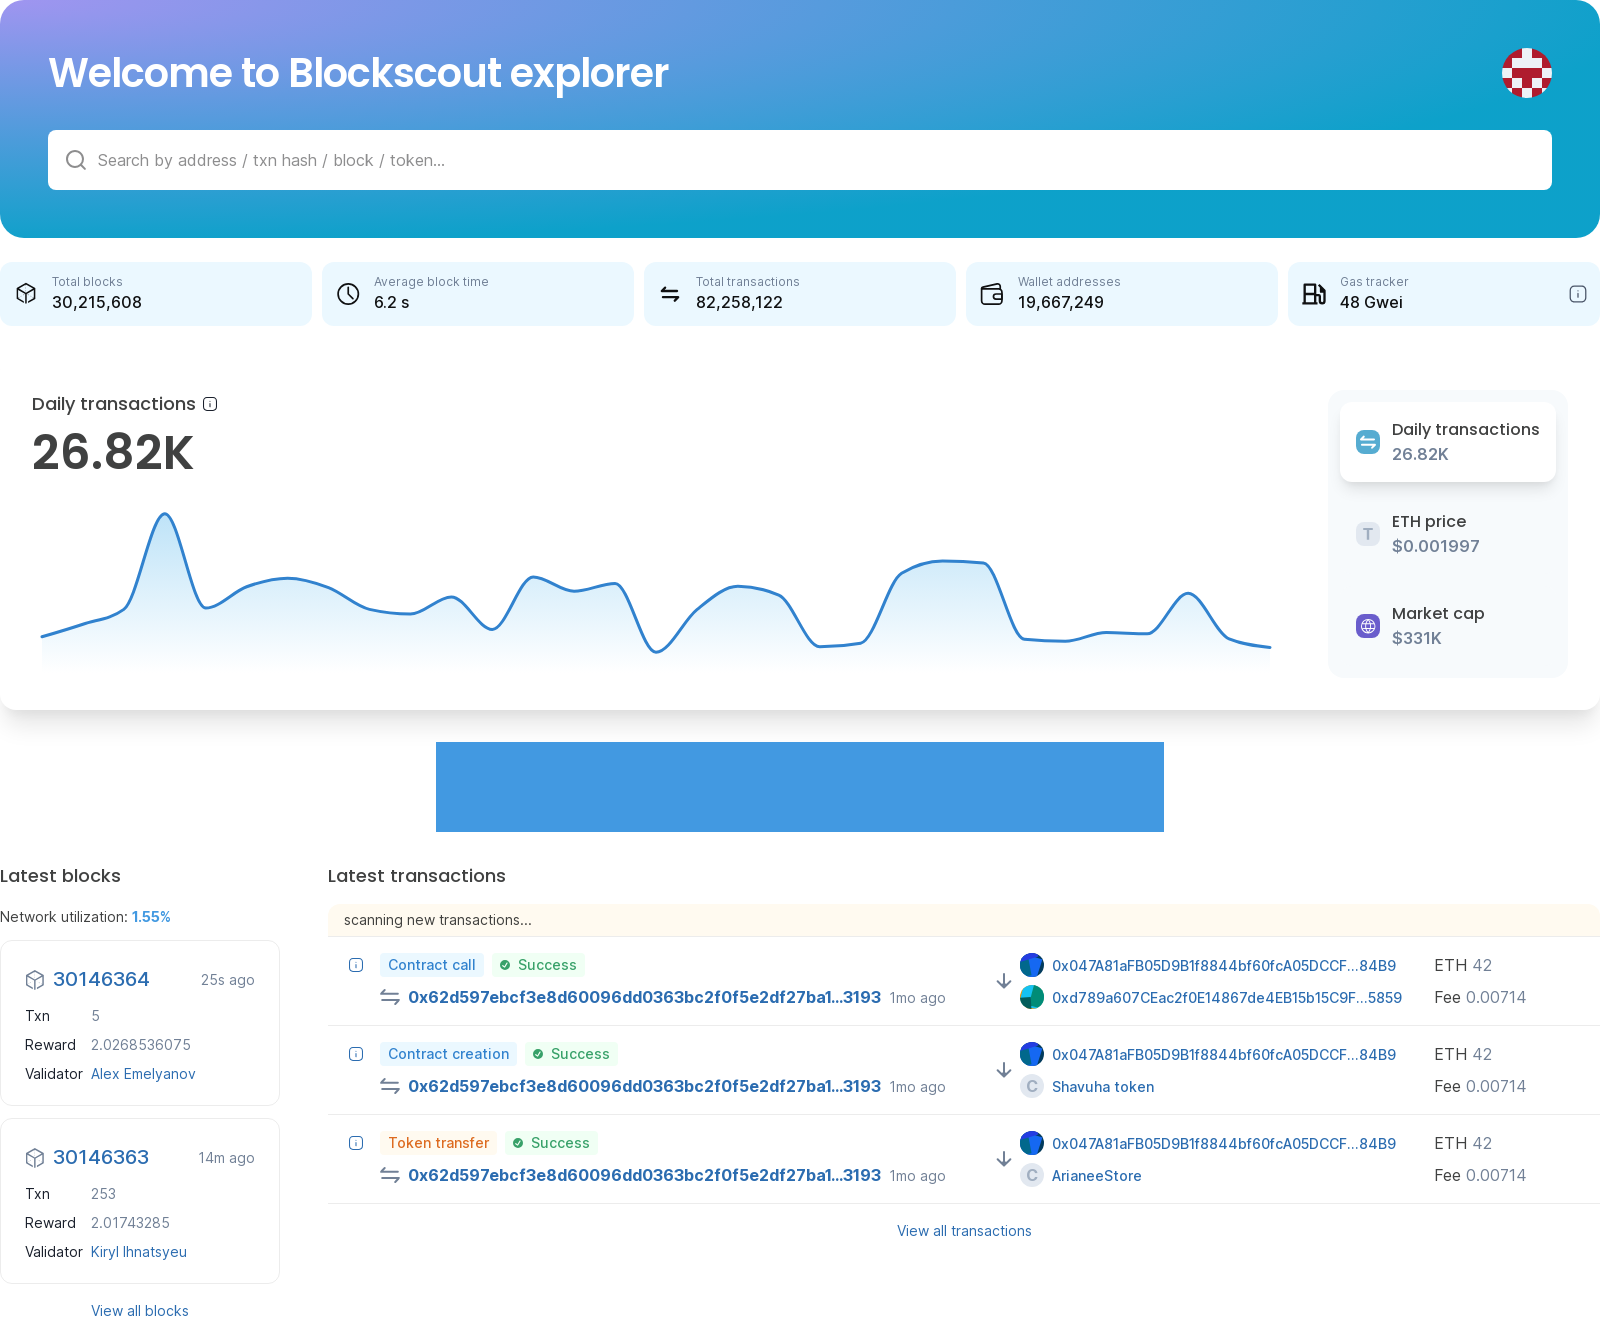 Welcome to Blockscout explorer
Search by address / txn hash / block / token...
Total blocks
30,215,608
Average block time
6.2 s
Total transactions
82,258,122
Wallet addresses
19,667,249
Gas tracker
48 Gwei
Daily transactions
26.82K
Daily transactions
26.82K
T
ETH price
$0.001997
Market cap
$331K
Latest blocks
Network utilization: 1.55%
30146364
25s ago
Txn 5
Reward 2.0268536075
Validator Alex Emelyanov
30146363
14m ago
Txn 253
Reward 2.01743285
Validator Kiryl Ihnatsyeu
View all blocks
Latest transactions
scanning new transactions...
Contract call Success
0x62d597ebcf3e8d60096dd0363bc2f0f5e2df27ba1...3193 1mo ago
0x047A81aFB05D9B1f8844bf60fcA05DCCF...84B9
0xd789a607CEac2f0E14867de4EB15b15C9F...5859
ETH 42
Fee 0.00714
Contract creation Success
0x62d597ebcf3e8d60096dd0363bc2f0f5e2df27ba1...3193 1mo ago
0x047A81aFB05D9B1f8844bf60fcA05DCCF...84B9
C Shavuha token
ETH 42
Fee 0.00714
Token transfer Success
0x62d597ebcf3e8d60096dd0363bc2f0f5e2df27ba1...3193 1mo ago
0x047A81aFB05D9B1f8844bf60fcA05DCCF...84B9
C ArianeeStore
ETH 42
Fee 0.00714
View all transactions